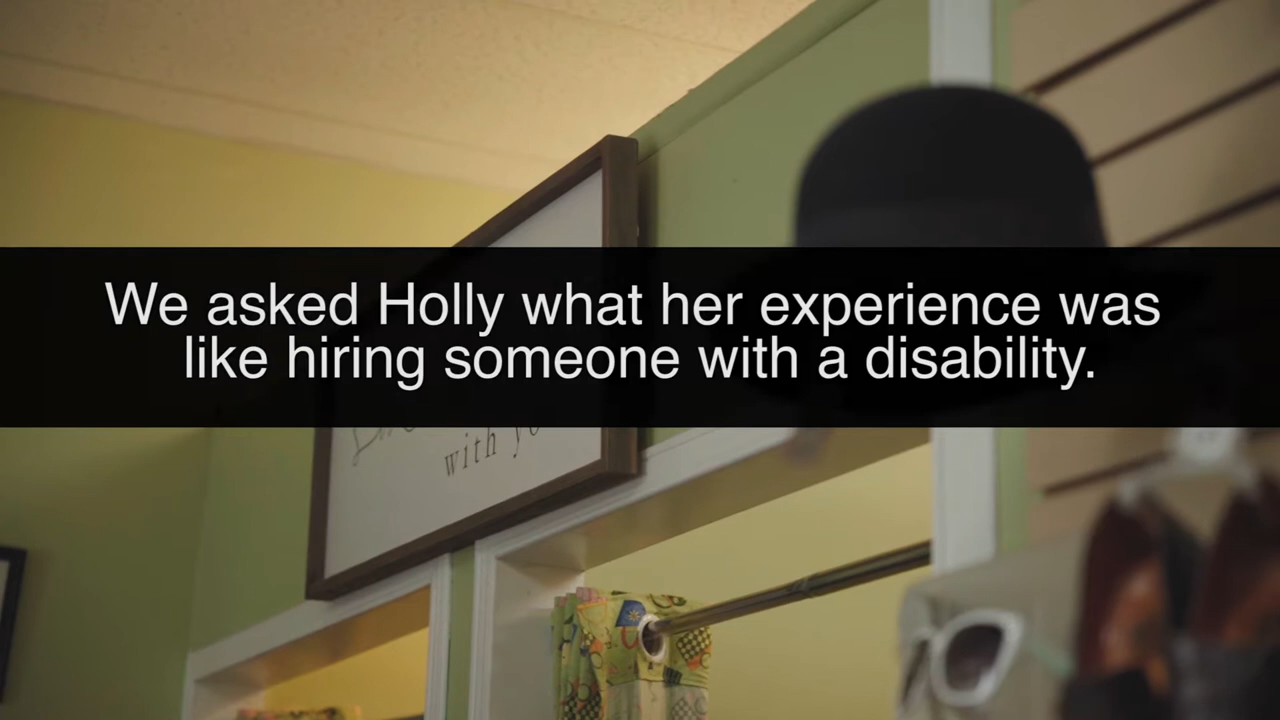 We asked Holly what her experience was
like hiring someone with a disability.
with